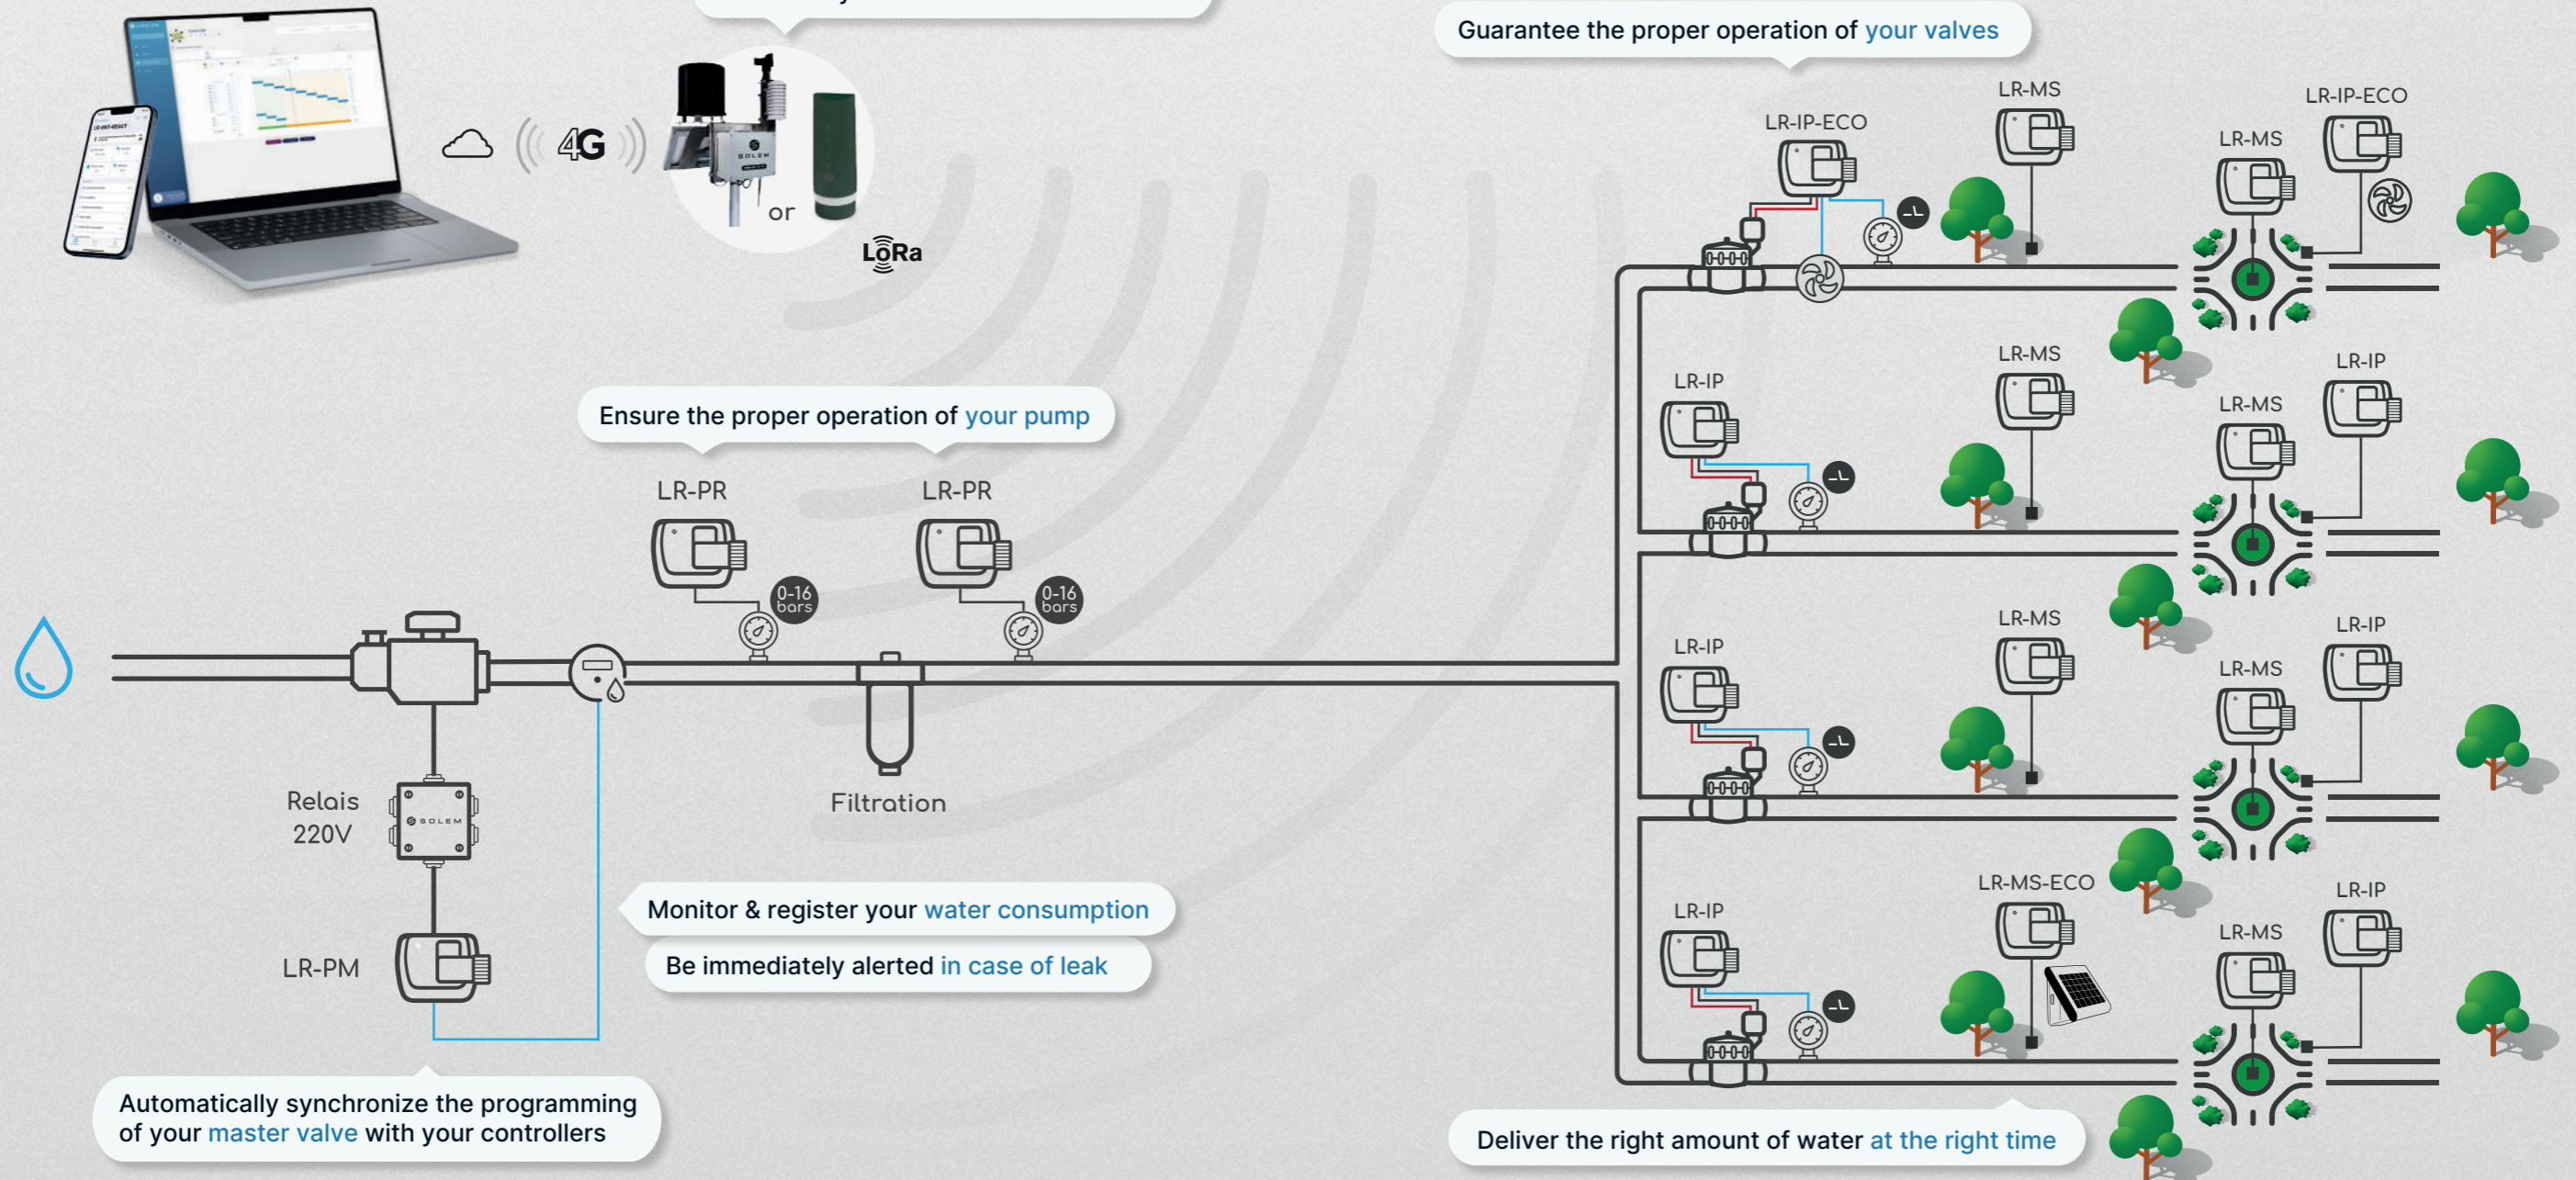 Guarantee the proper operation of your valves
4G
SOLEM
or
LoRa
LR-IP-ECO
LR-MS
LR-MS
LR-IP-ECO
Ensure the proper operation of your pump
LR-PR
LR-PR
0-16
bars
0-16
bars
LR-IP
LR-MS
LR-MS
LR-IP
LR-IP
LR-MS
LR-MS
LR-IP
Relais
220V
SOLEM
Filtration
LR-PM
Monitor & register your water consumption
Be immediately alerted in case of leak
LR-IP
LR-MS-ECO
LR-MS
LR-IP
Automatically synchronize the programming
of your master valve with your controllers
Deliver the right amount of water at the right time